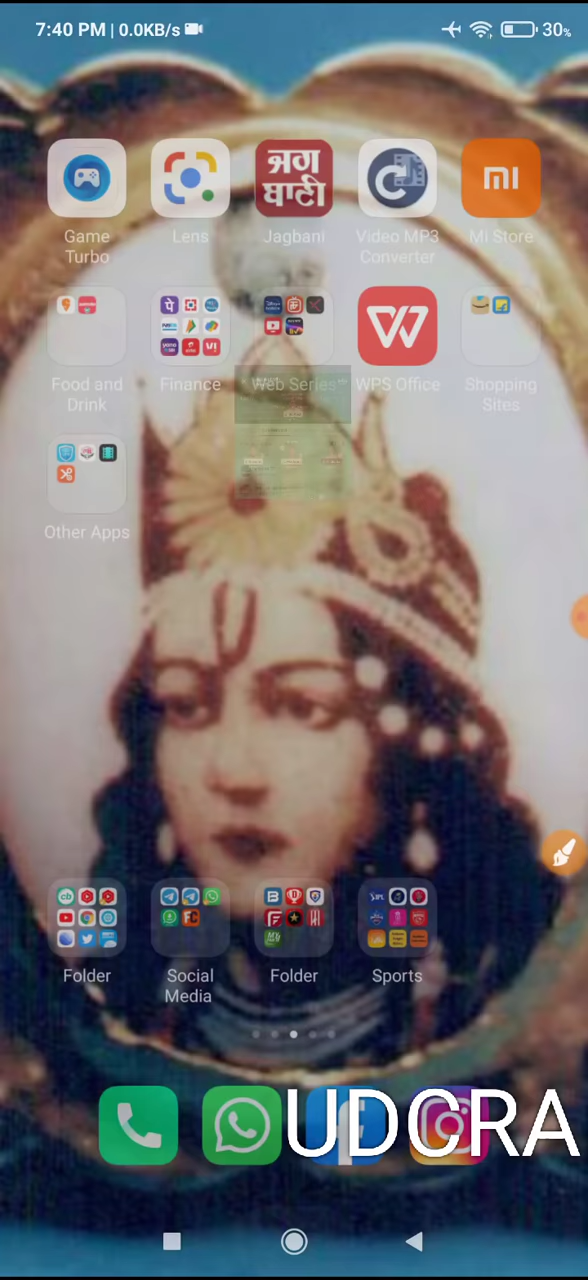 7:40 PM | 0.0KB/s
30%
ਜਗ
ਬਾਣੀ
Game
Turbo
Lens
Jagbani
Video MP3
Converter
Mi Store
Food and
Drink
Finance
Web Series
WPS Office
Shopping
Sites
Other Apps
Folder
Social
Media
Folder
Sports
UDCRA